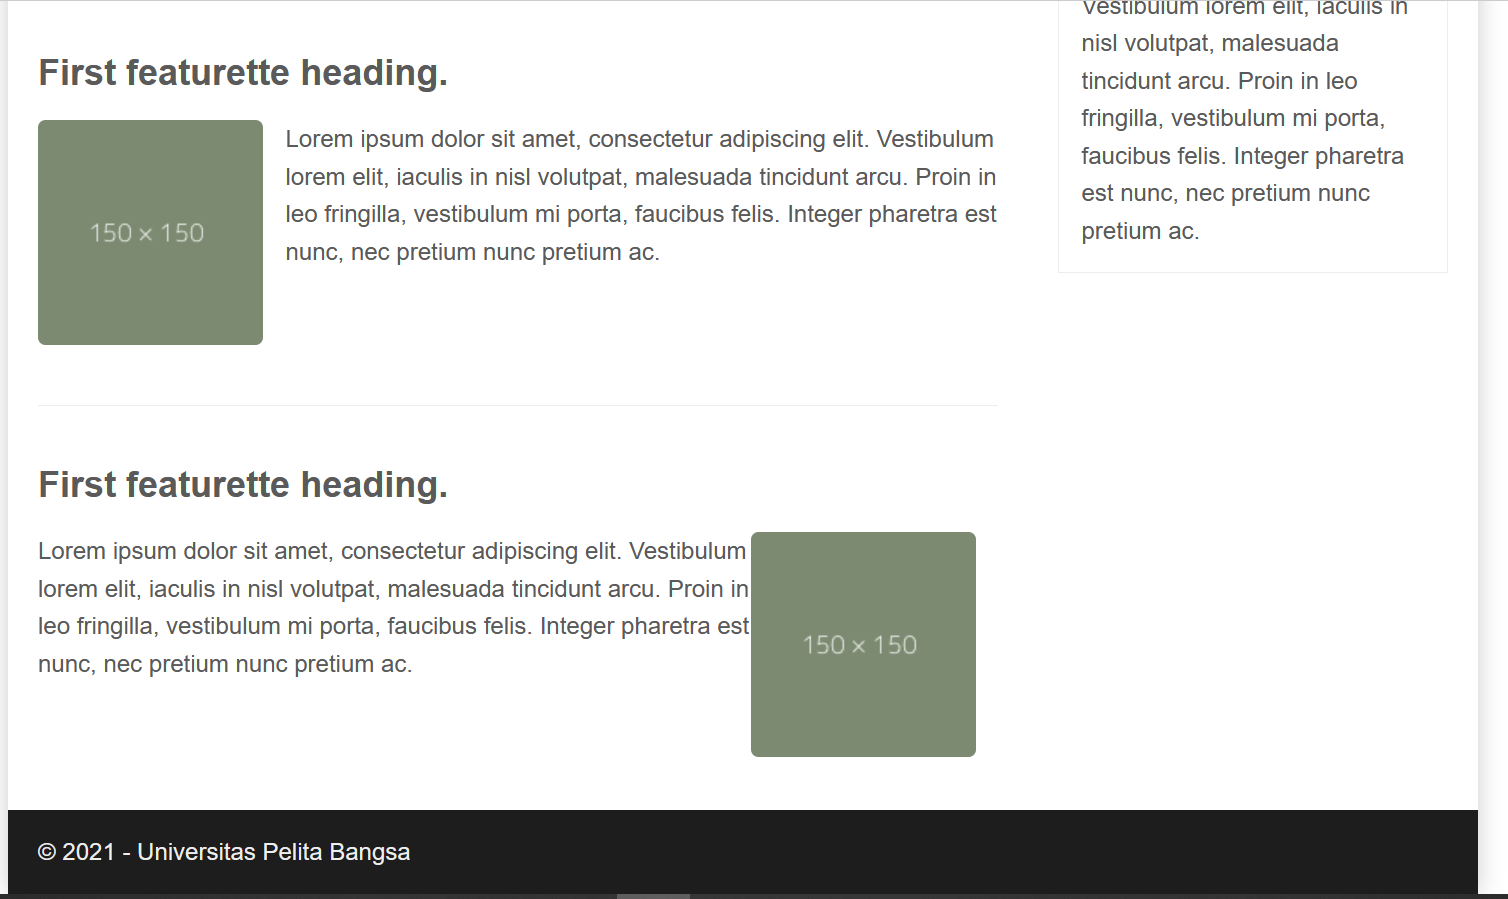 First featurette heading.
150 × 150
Lorem ipsum dolor sit amet, consectetur adipiscing elit. Vestibulum
lorem elit, iaculis in nisl volutpat, malesuada tincidunt arcu. Proin in
leo fringilla, vestibulum mi porta, faucibus felis. Integer pharetra est
nunc, nec pretium nunc pretium ac.
First featurette heading.
Lorem ipsum dolor sit amet, consectetur adipiscing elit. Vestibulum
lorem elit, iaculis in nisl volutpat, malesuada tincidunt arcu. Proin in
leo fringilla, vestibulum mi porta, faucibus felis. Integer pharetra est
nunc, nec pretium nunc pretium ac.
150 × 150
Vestibulum lorem elit, iaculis in
nisl volutpat, malesuada
tincidunt arcu. Proin in leo
fringilla, vestibulum mi porta,
faucibus felis. Integer pharetra
est nunc, nec pretium nunc
pretium ac.
© 2021 - Universitas Pelita Bangsa